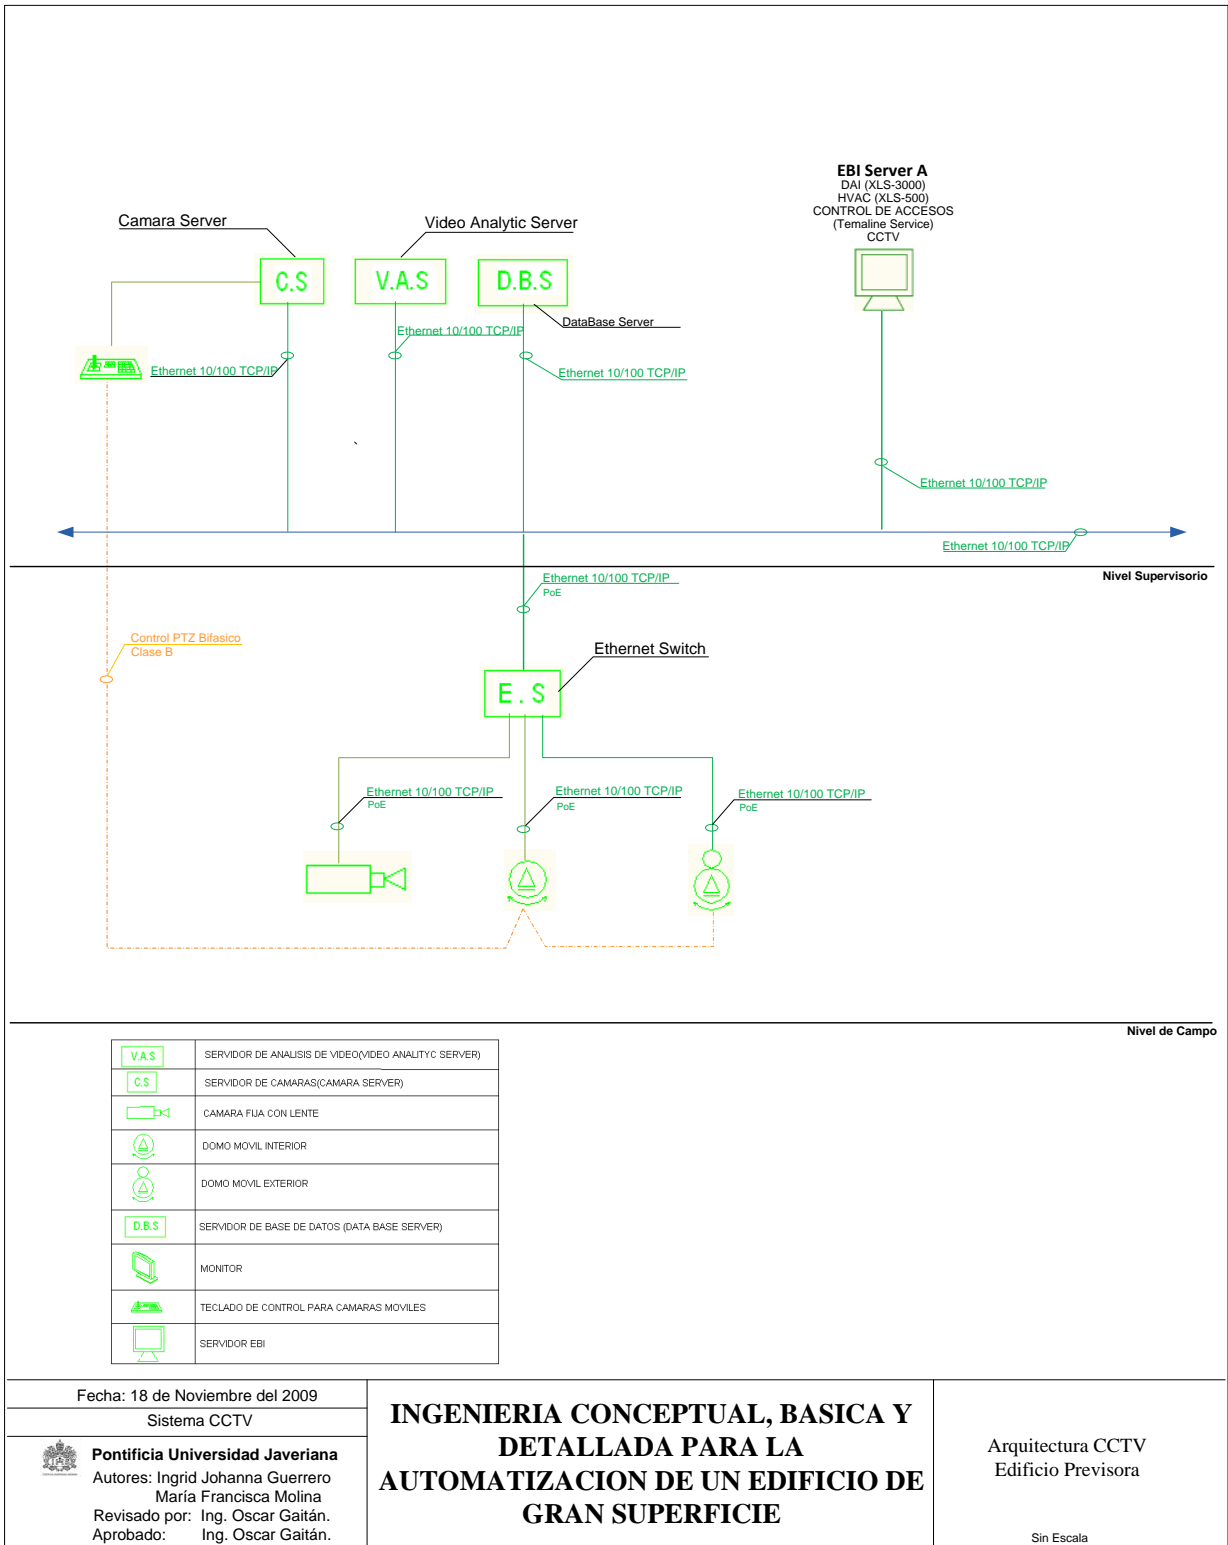 EBI Server A
DAI (XLS-3000)
HVAC (XLS-500)
CONTROL DE ACCESOS
(Temaline Service)
CCTV
Camara Server
Video Analytic Server
C.S
V.A.S
D.B.S
DataBase Server
Ethernet 10/100 TCP/IP
Ethernet 10/100 TCP/IP
Ethernet 10/100 TCP/IP
Ethernet 10/100 TCP/IP
Ethernet 10/100 TCP/IP
Nivel Supervisorio
Ethernet 10/100 TCP/IP
PoE
Control PTZ Bifasico
Clase B
Ethernet Switch
E.S
Ethernet 10/100 TCP/IP
PoE
Ethernet 10/100 TCP/IP
PoE
Ethernet 10/100 TCP/IP
PoE
Nivel de Campo
V.A.S SERVIDOR DE ANALISIS DE VIDEO(VIDEO ANALITYC SERVER)
C.S SERVIDOR DE CAMARAS(CAMARA SERVER)
CAMARA FIJA CON LENTE
DOMO MOVIL INTERIOR
DOMO MOVIL EXTERIOR
D.B.S SERVIDOR DE BASE DE DATOS (DATA BASE SERVER)
MONITOR
TECLADO DE CONTROL PARA CAMARAS MOVILES
SERVIDOR EBI
Fecha: 18 de Noviembre del 2009
Sistema CCTV
Pontificia Universidad Javeriana
Autores: Ingrid Johanna Guerrero
María Francisca Molina
Revisado por: Ing. Oscar Gaitán.
Aprobado: Ing. Oscar Gaitán.
INGENIERIA CONCEPTUAL, BASICA Y
DETALLADA PARA LA
AUTOMATIZACION DE UN EDIFICIO DE
GRAN SUPERFICIE
Arquitectura CCTV
Edificio Previsora
Sin Escala